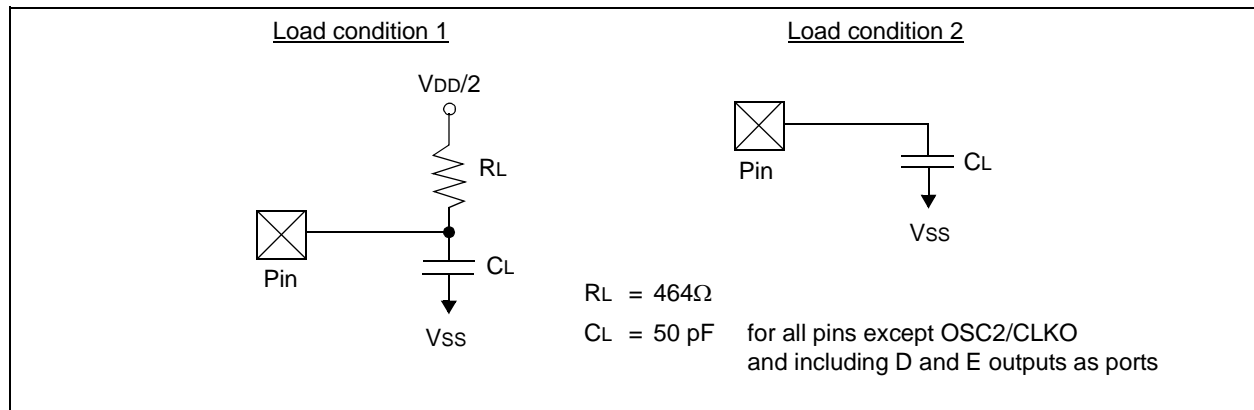 Load condition 1
Load condition 2
VDD/2
RL
Pin
CL
VSS
Pin
CL
VSS
RL = 464Ω
CL = 50 pF for all pins except OSC2/CLKO
and including D and E outputs as ports